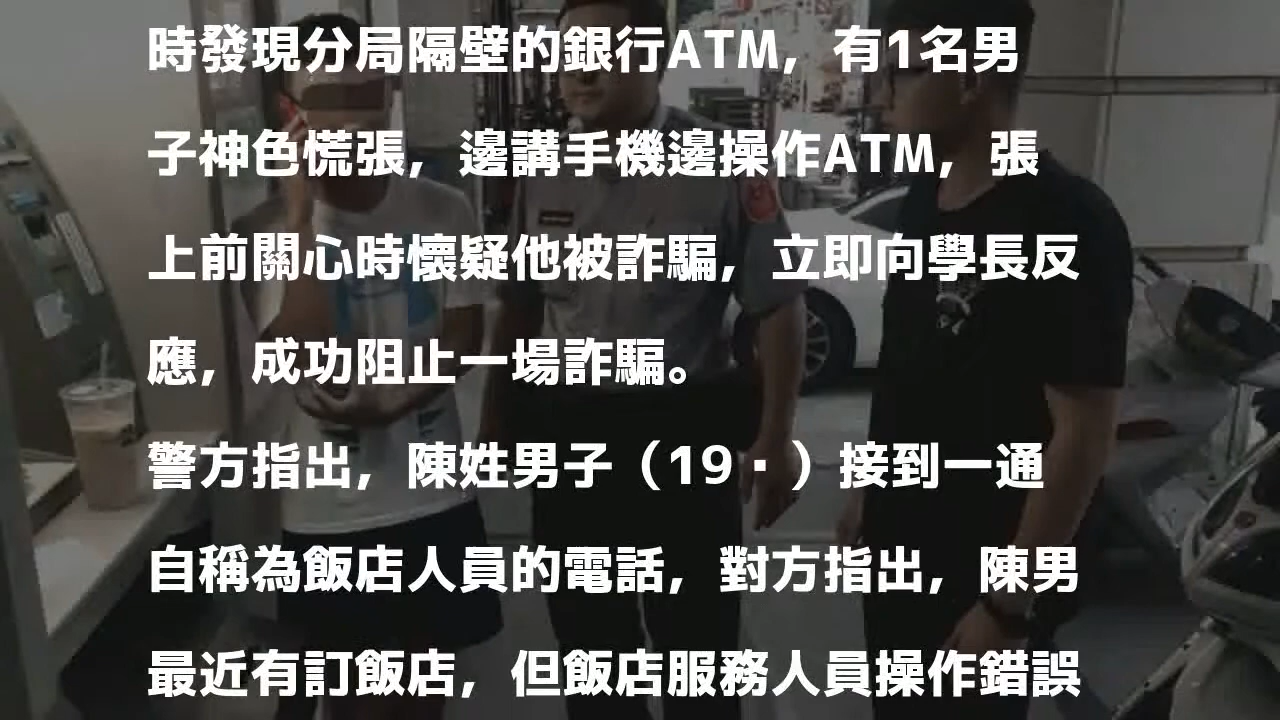 時發現分局隔壁的銀行ATM，有1名男
子神色慌張，邊講手機邊操作ATM，張
上前關心時懷疑他被詐騙，立即向學長反
應，成功阻止一場詐騙。
警方指出，陳姓男子（19▪）接到一通
自稱為飯店人員的電話，對方指出，陳男
最近有訂飯店，但飯店服務人員操作錯誤